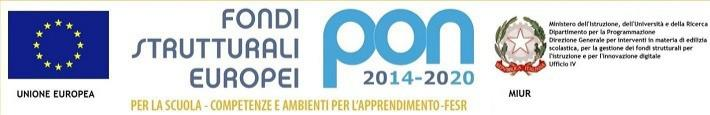 UNIONE EUROPEA
FONDI
STRUTTURALI
EUROPEI
pon
2014-2020
PER LA SCUOLA - COMPETENZE E AMBIENTI PER L'APPRENDIMENTO-FESR
Ministero dell'Istruzione, dell'Università e della Ricerca
Dipartimento per la Programmazione
Direzione Generale per interventi in materia di edilizia
scolastica, per la gestione dei fondi strutturali per
l'istruzione e per l'innovazione digitale
Ufficio IV
MIUR